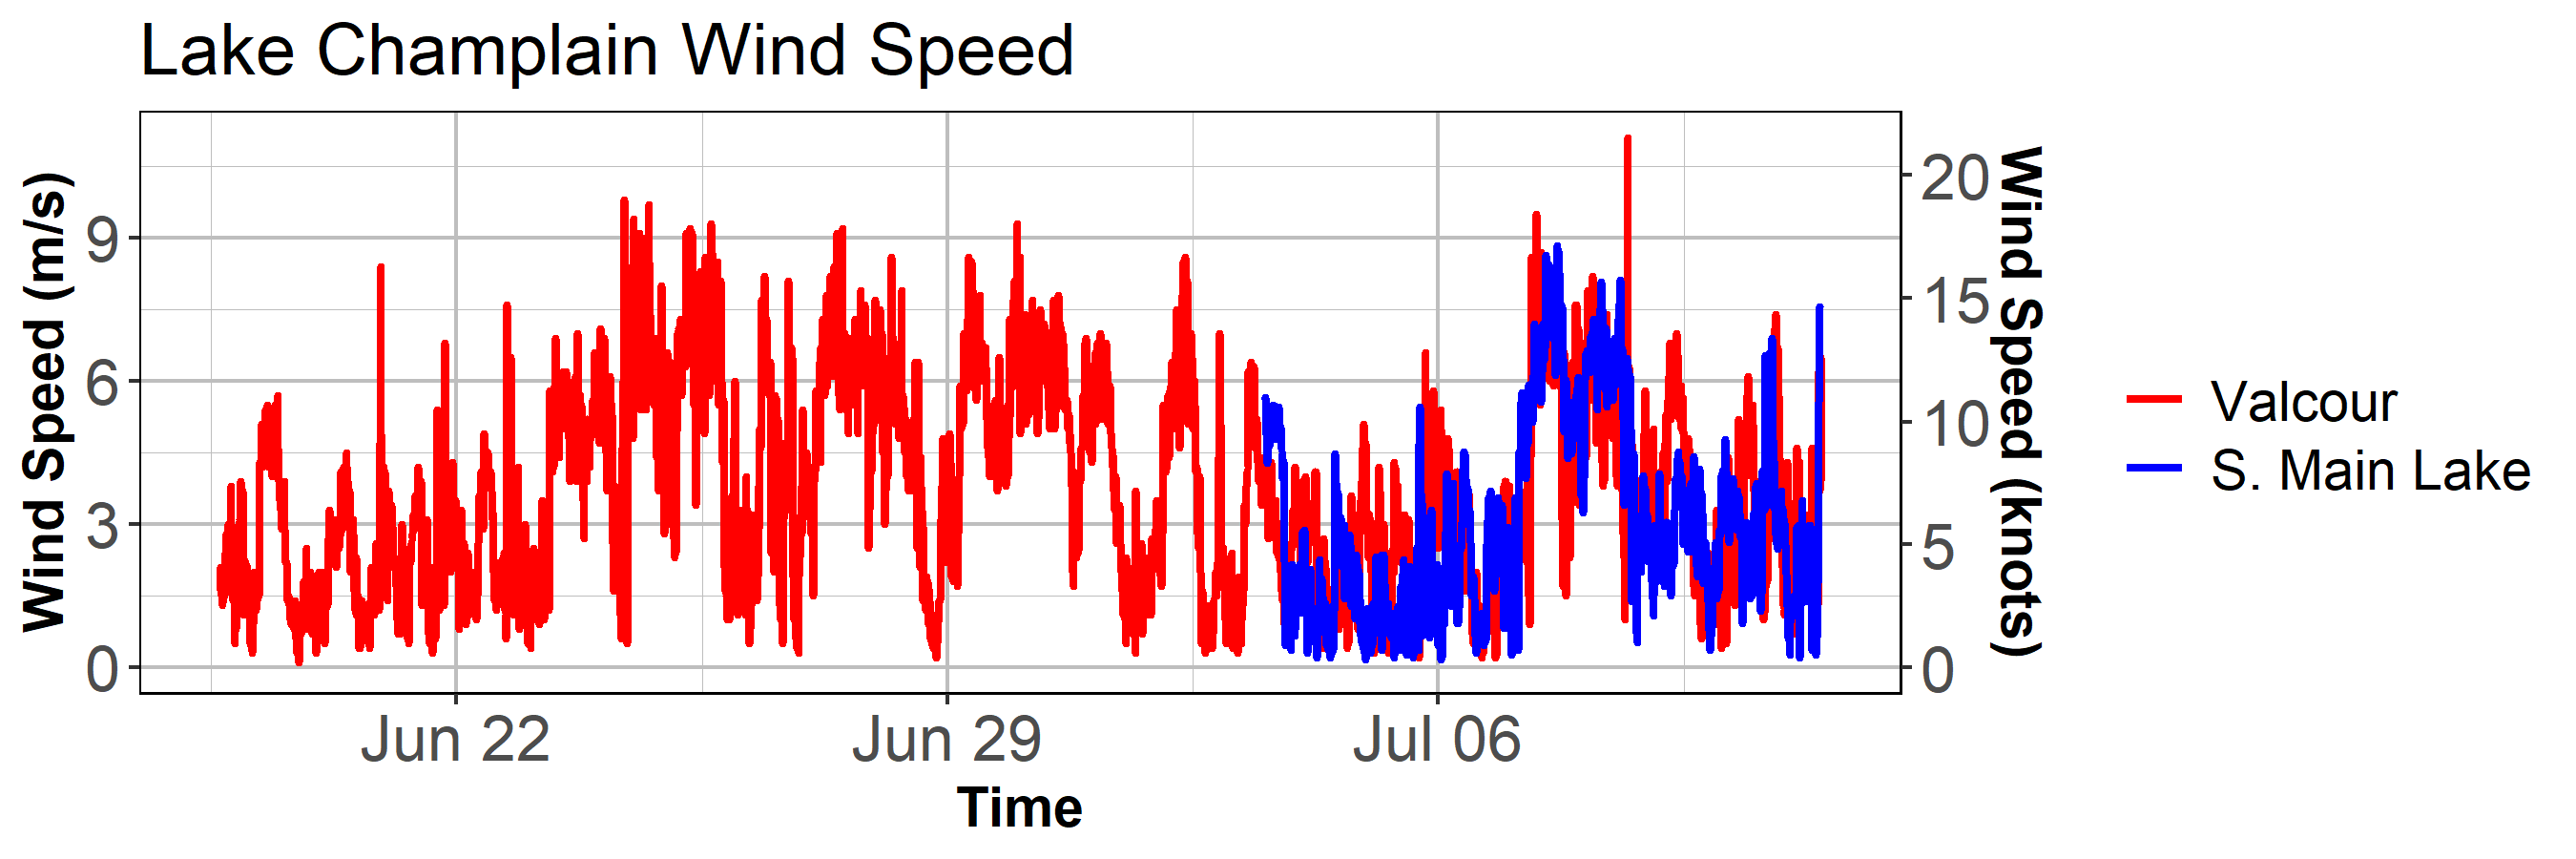 Lake Champlain Wind Speed
Wind Speed (m/s)
9
6
3
0
20
15
10
5
0
Wind Speed (knots)
Jun 22
Jun 29
Jul 06
Time
Valcour
S. Main Lake